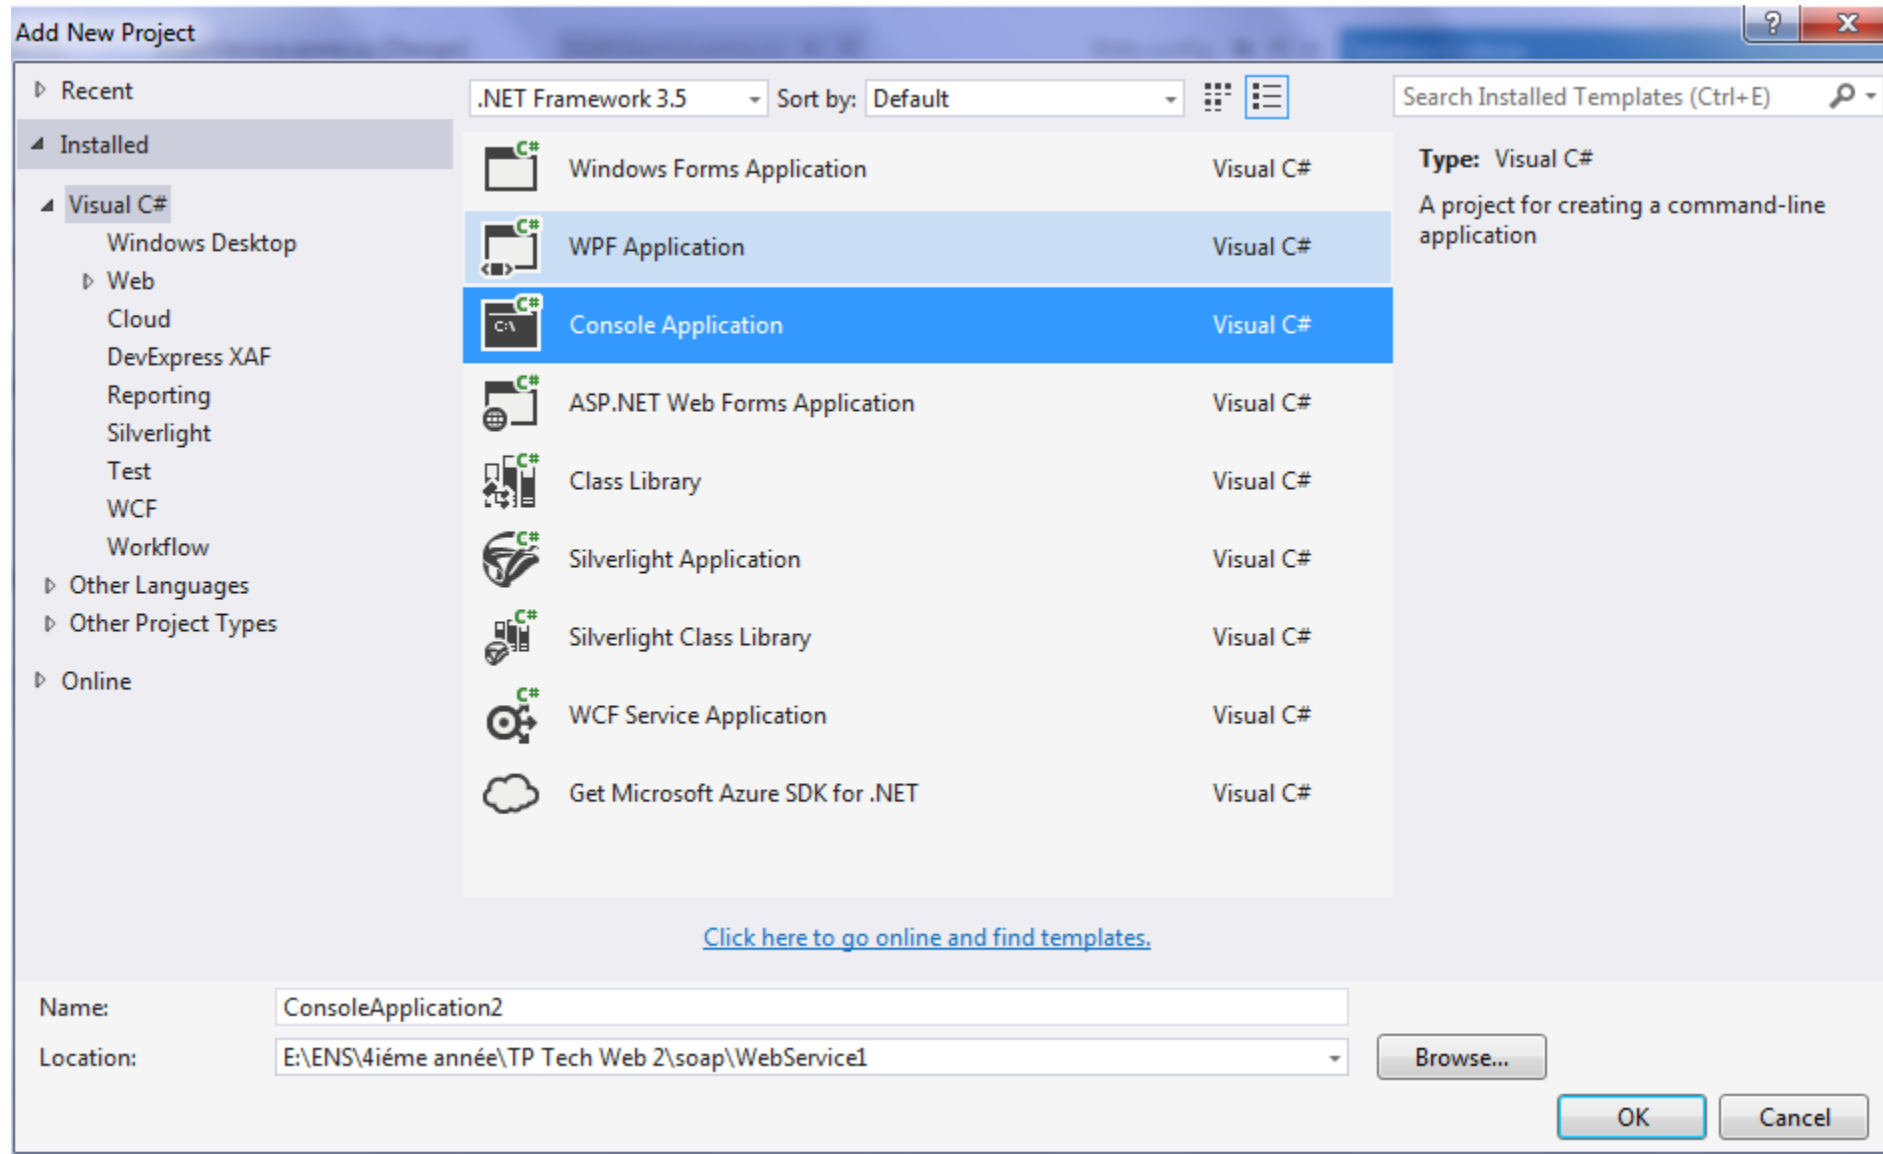 Add New Project
Recent
Installed
Visual C#
Windows Desktop
Web
Cloud
DevExpress XAF
Reporting
Silverlight
Test
WCF
Workflow
Other Languages
Other Project Types
Online
.NET Framework 3.5 Sort by: Default
Windows Forms Application Visual C#
WPF Application Visual C#
Console Application Visual C#
ASP.NET Web Forms Application Visual C#
Class Library Visual C#
Silverlight Application Visual C#
Silverlight Class Library Visual C#
WCF Service Application Visual C#
Get Microsoft Azure SDK for .NET Visual C#
Click here to go online and find templates.
Search Installed Templates (Ctrl+E)
Type: Visual C#
A project for creating a command-line
application
Name: ConsoleApplication2
Location: E:\ENS\4iéme année\TP Tech Web 2\soap\WebService1
Browse...
OK Cancel